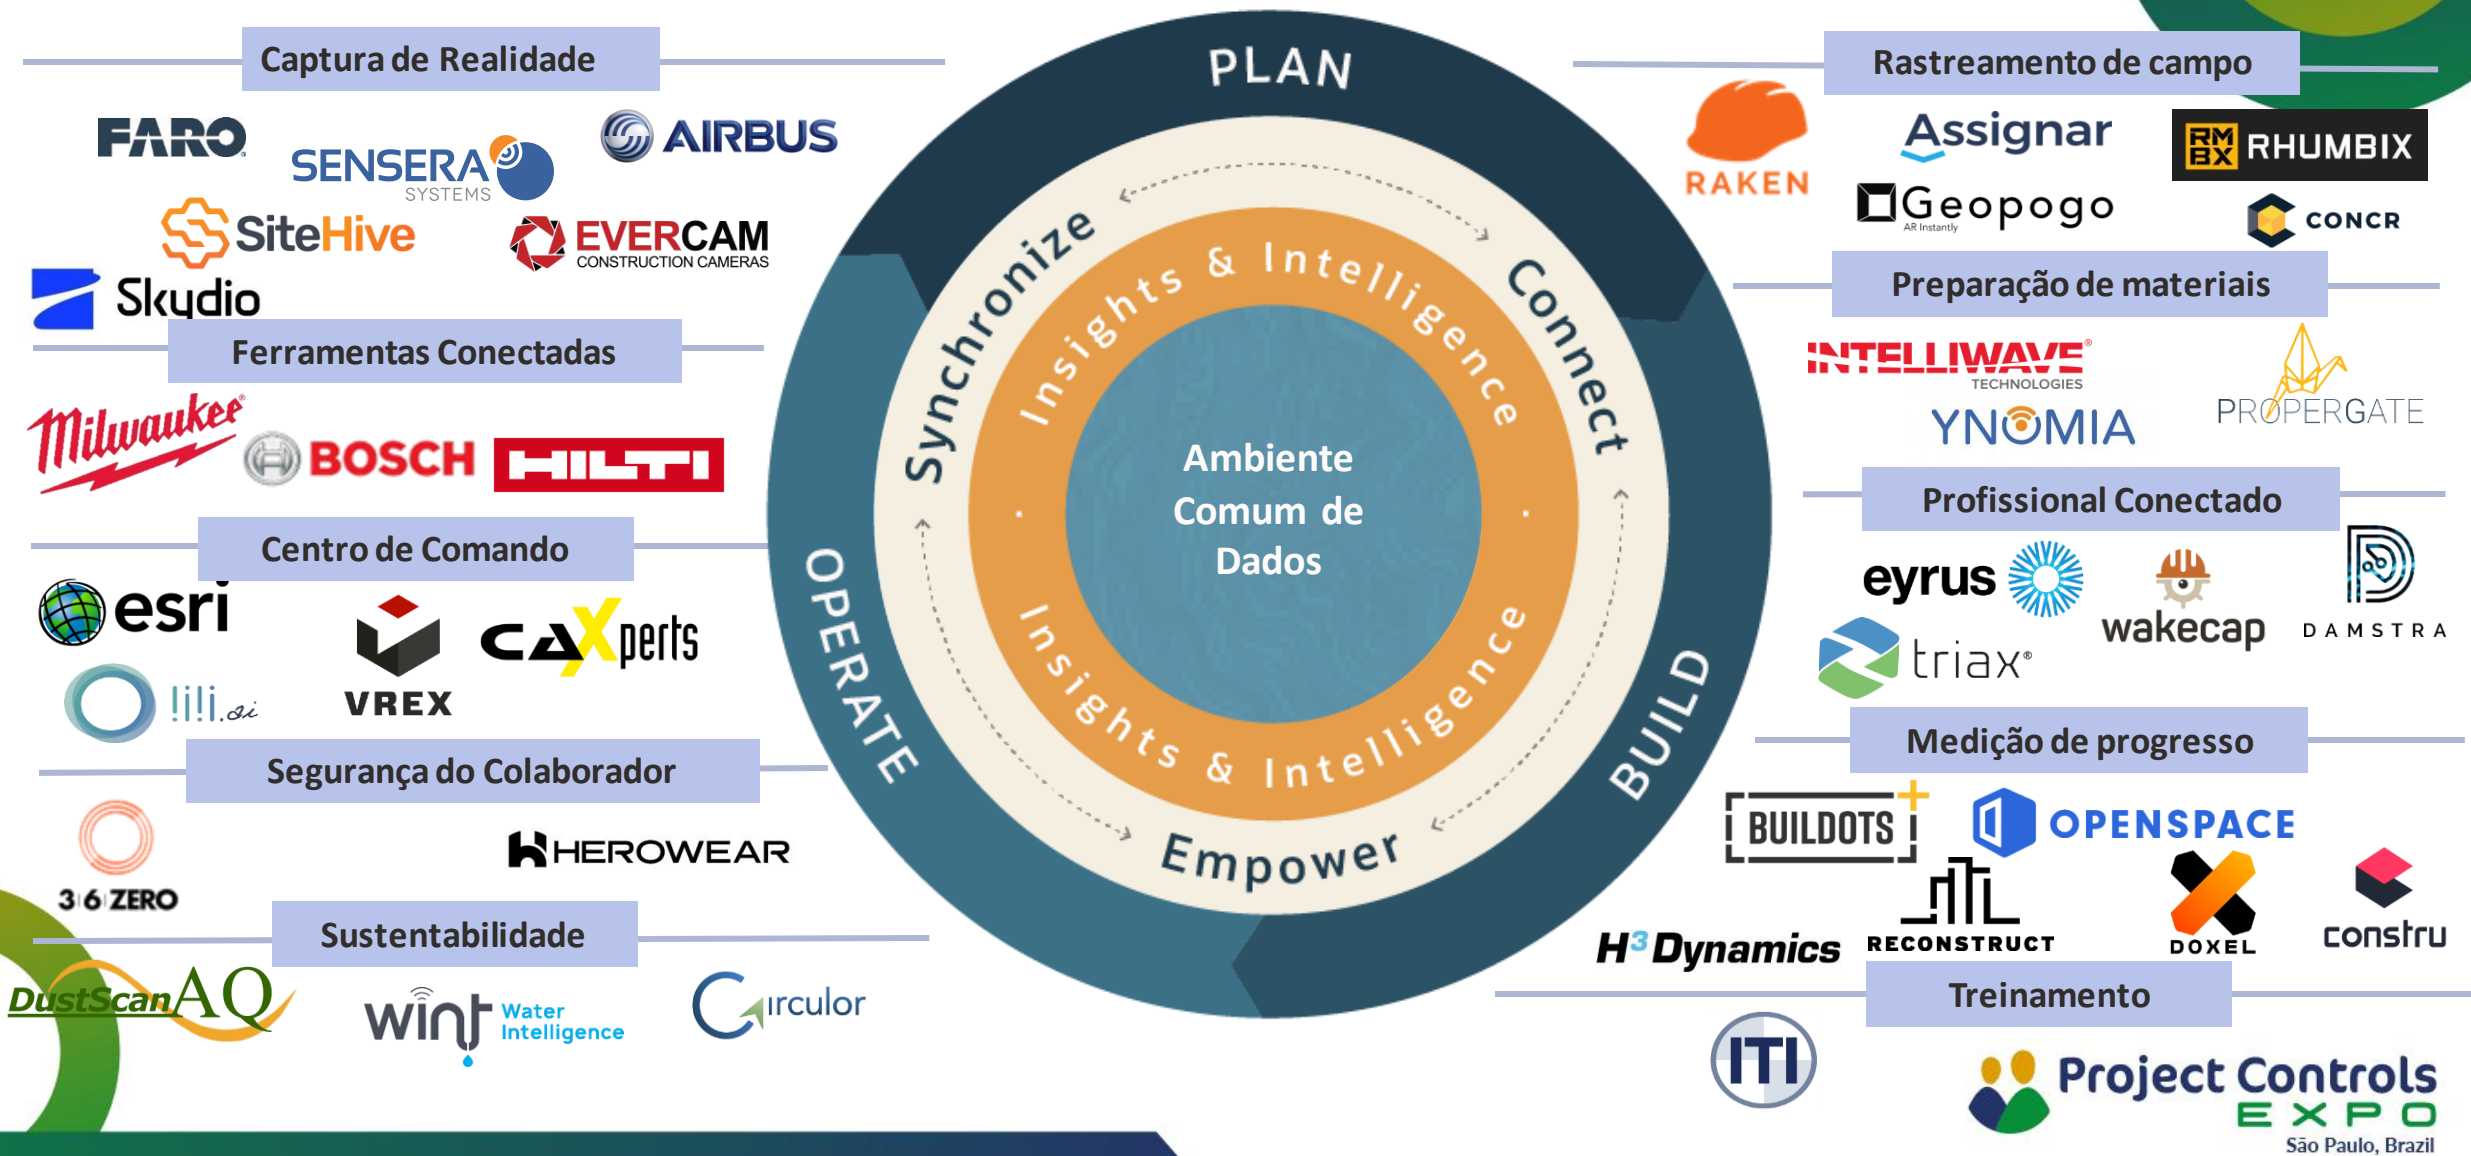 Captura de Realidade
FARO
SENSERA
SYSTEMS
AIRBUS
SiteHive
EVERCAM
CONSTRUCTION CAMERAS
Skydio
Ferramentas Conectadas
Milwaukee
BOSCH
HILTI
Centro de Comando
esri
VREX
CAXperts
lili.ai
Segurança do Colaborador
3|6|ZERO
HEROWEAR
Sustentabilidade
DustScanAQ
wint
Water
Intelligence
Circulor
PLAN
BUILD
OPERATE
Synchronize
Connect
Empower
Insights & Intelligence
Insights & Intelligence
Ambiente
Comum de
Dados
Rastreamento de campo
RAKEN
Assignar
RM
BX
RHUMBIX
Geopogo
AR Instantly
CONCR
Preparação de materiais
INTELLIWAVE®
TECHNOLOGIES
YNOMIA
PROPERGATE
Profissional Conectado
eyrus
wakecap
DAMSTRA
triax®
Medição de progresso
BUILDOTS
OPENSPACE
H3 Dynamics
RECONSTRUCT
DOXEL
constru
Treinamento
ITI
Project Controls
EXPO
São Paulo, Brazil